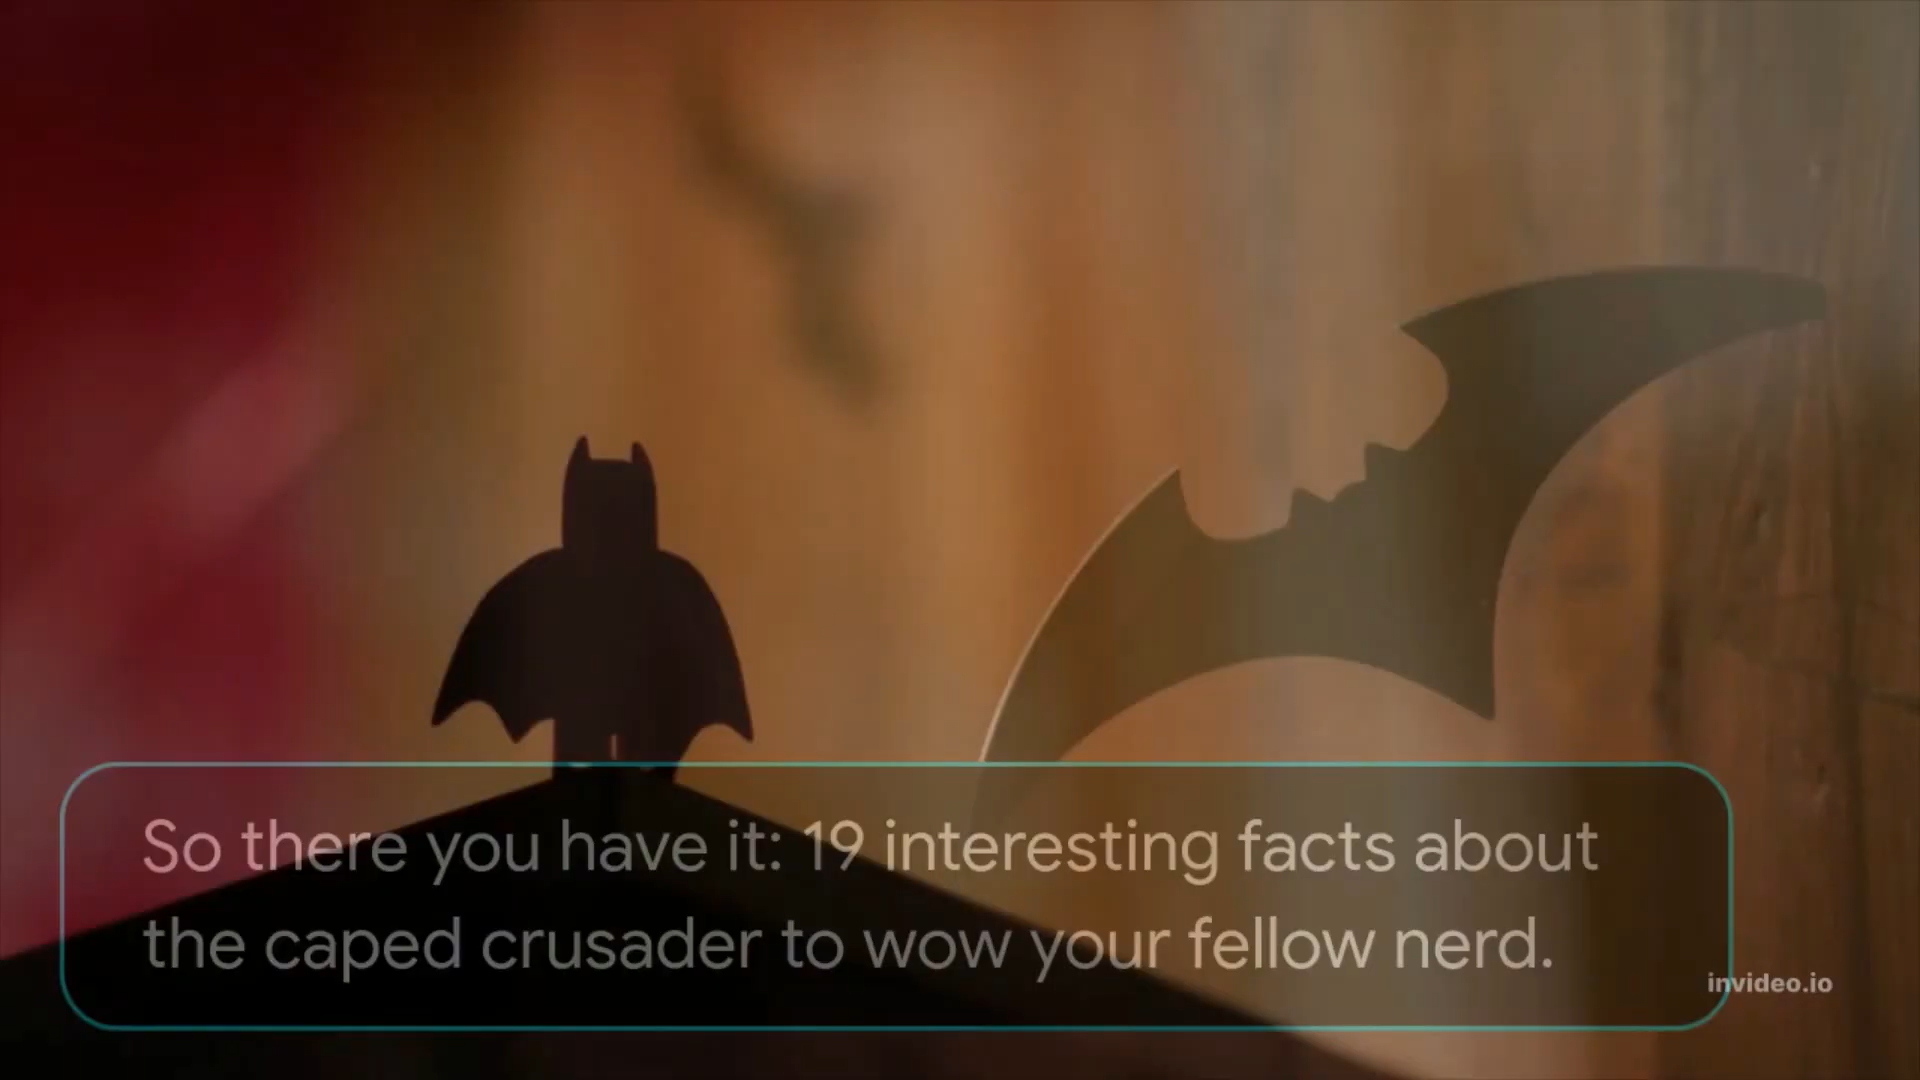 So there you have it: 19 interesting facts about
the caped crusader to wow your fellow nerd.
invideo.io